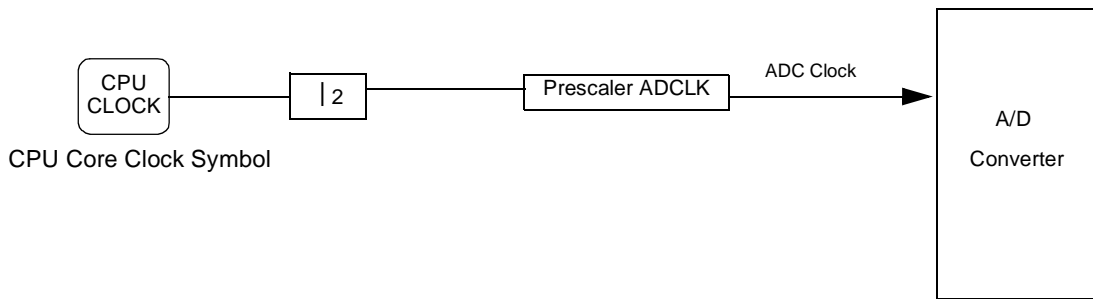 CPU
CLOCK
CPU Core Clock Symbol
| 2
Prescaler ADCLK
ADC Clock
A/D
Converter